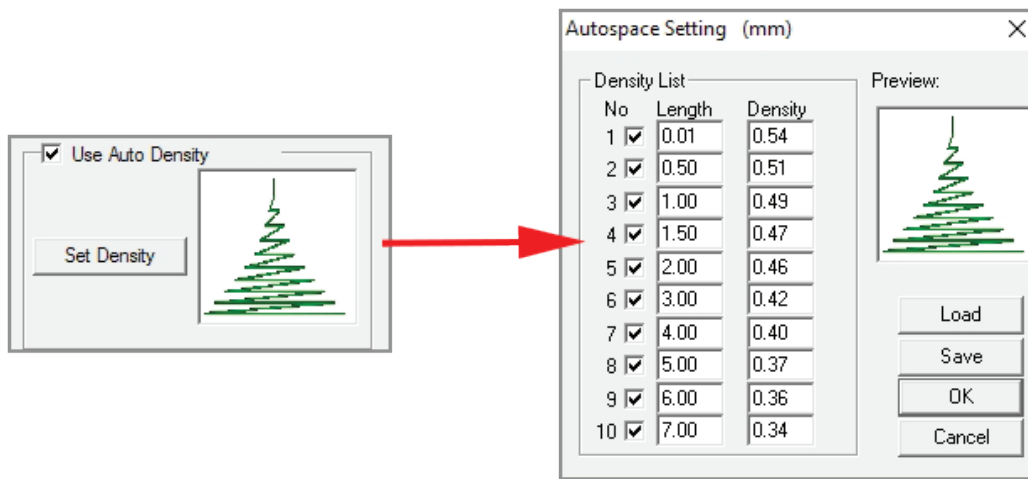 Use Auto Density
Set Density
Autospace Setting (mm)
Density List
No Length Density
1 0.01 0.54
2 0.50 0.51
3 1.00 0.49
4 1.50 0.47
5 2.00 0.46
6 3.00 0.42
7 4.00 0.40
8 5.00 0.37
9 6.00 0.36
10 7.00 0.34
Preview:
Load
Save
OK
Cancel